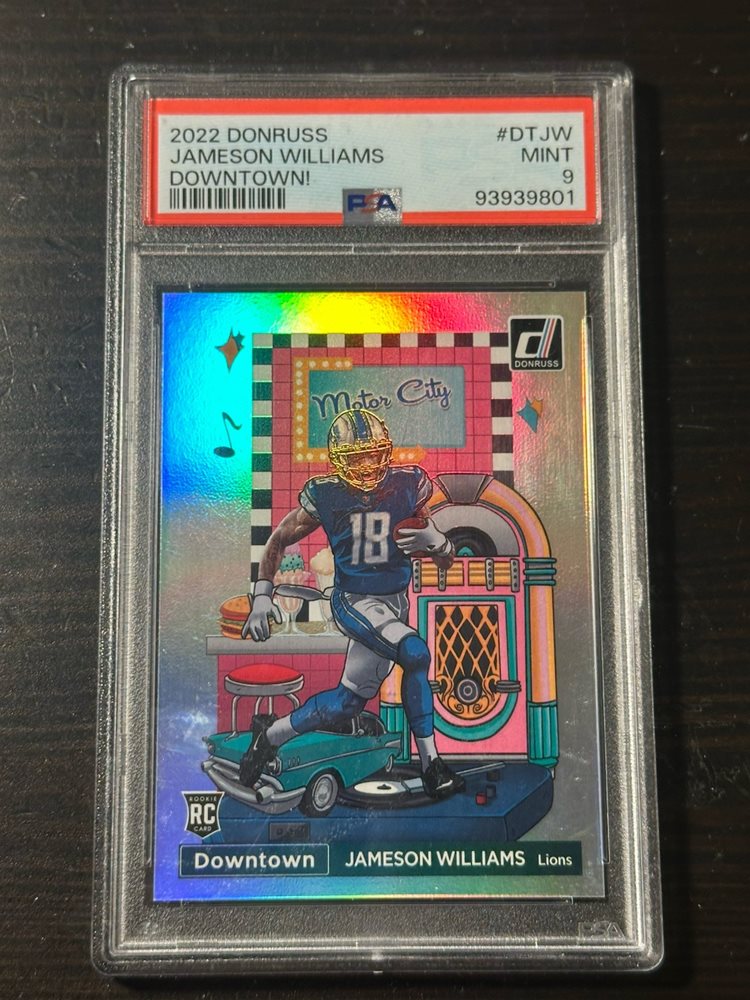 2022 DONRUSS #DTJW
JAMESON WILLIAMS MINT
DOWNTOWN! 9
PSA 93939801
DONRUSS
Motor City
18
ROOKIE
RC
CARD
Downtown JAMESON WILLIAMS Lions
PSA